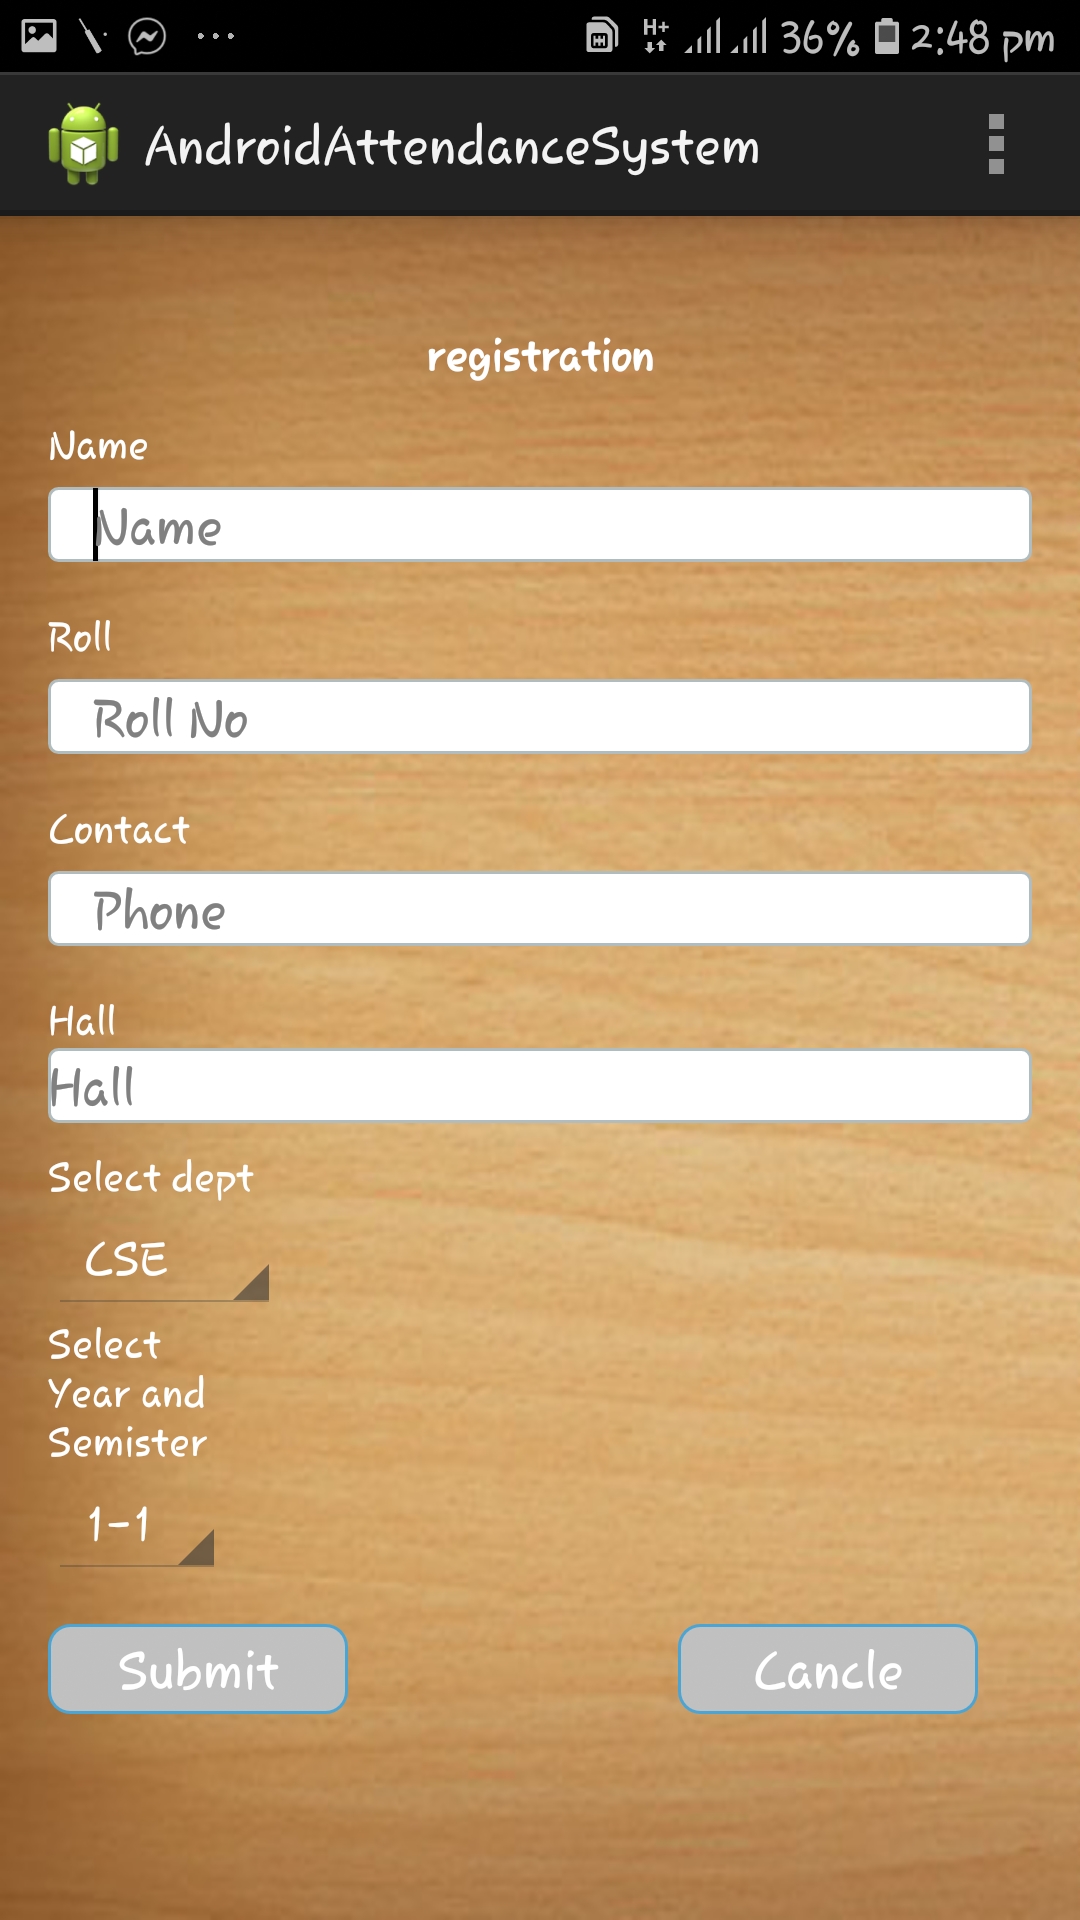 H+ 36% 2:48 pm
AndroidAttendanceSystem
registration
Name
Name
Roll
Roll No
Contact
Phone
Hall
Hall
Select dept
CSE
Select
Year and
Semister
1-1
Submit Cancle